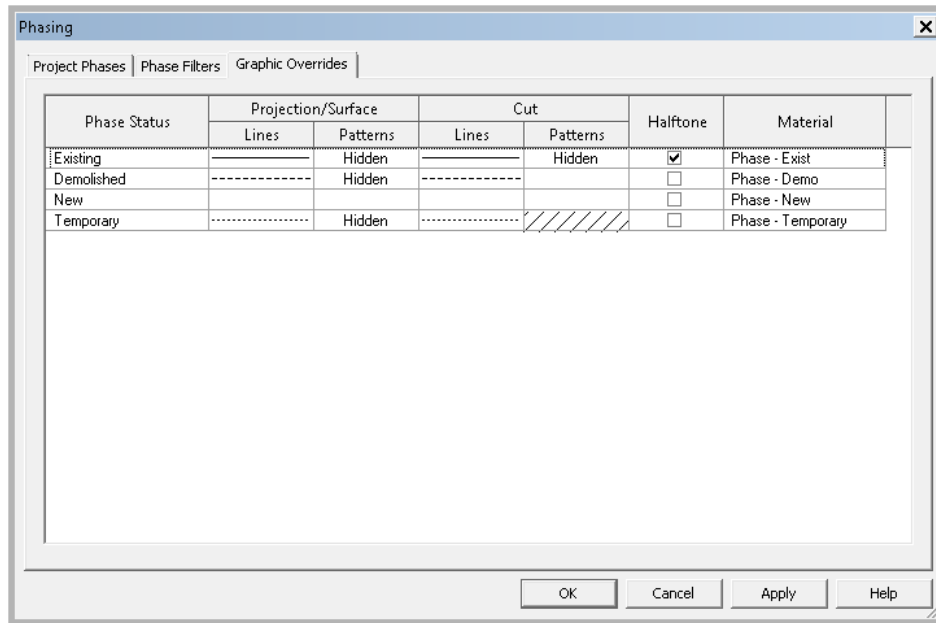 Phasing
Project Phases Phase Filters Graphic Overrides
Phase Status Projection/Surface Cut Halftone Material
Lines Patterns Lines Patterns
Existing Hidden Hidden Phase - Exist
Demolished Hidden Phase - Demo
New Phase - New
Temporary Hidden Phase - Temporary
OK Cancel Apply Help